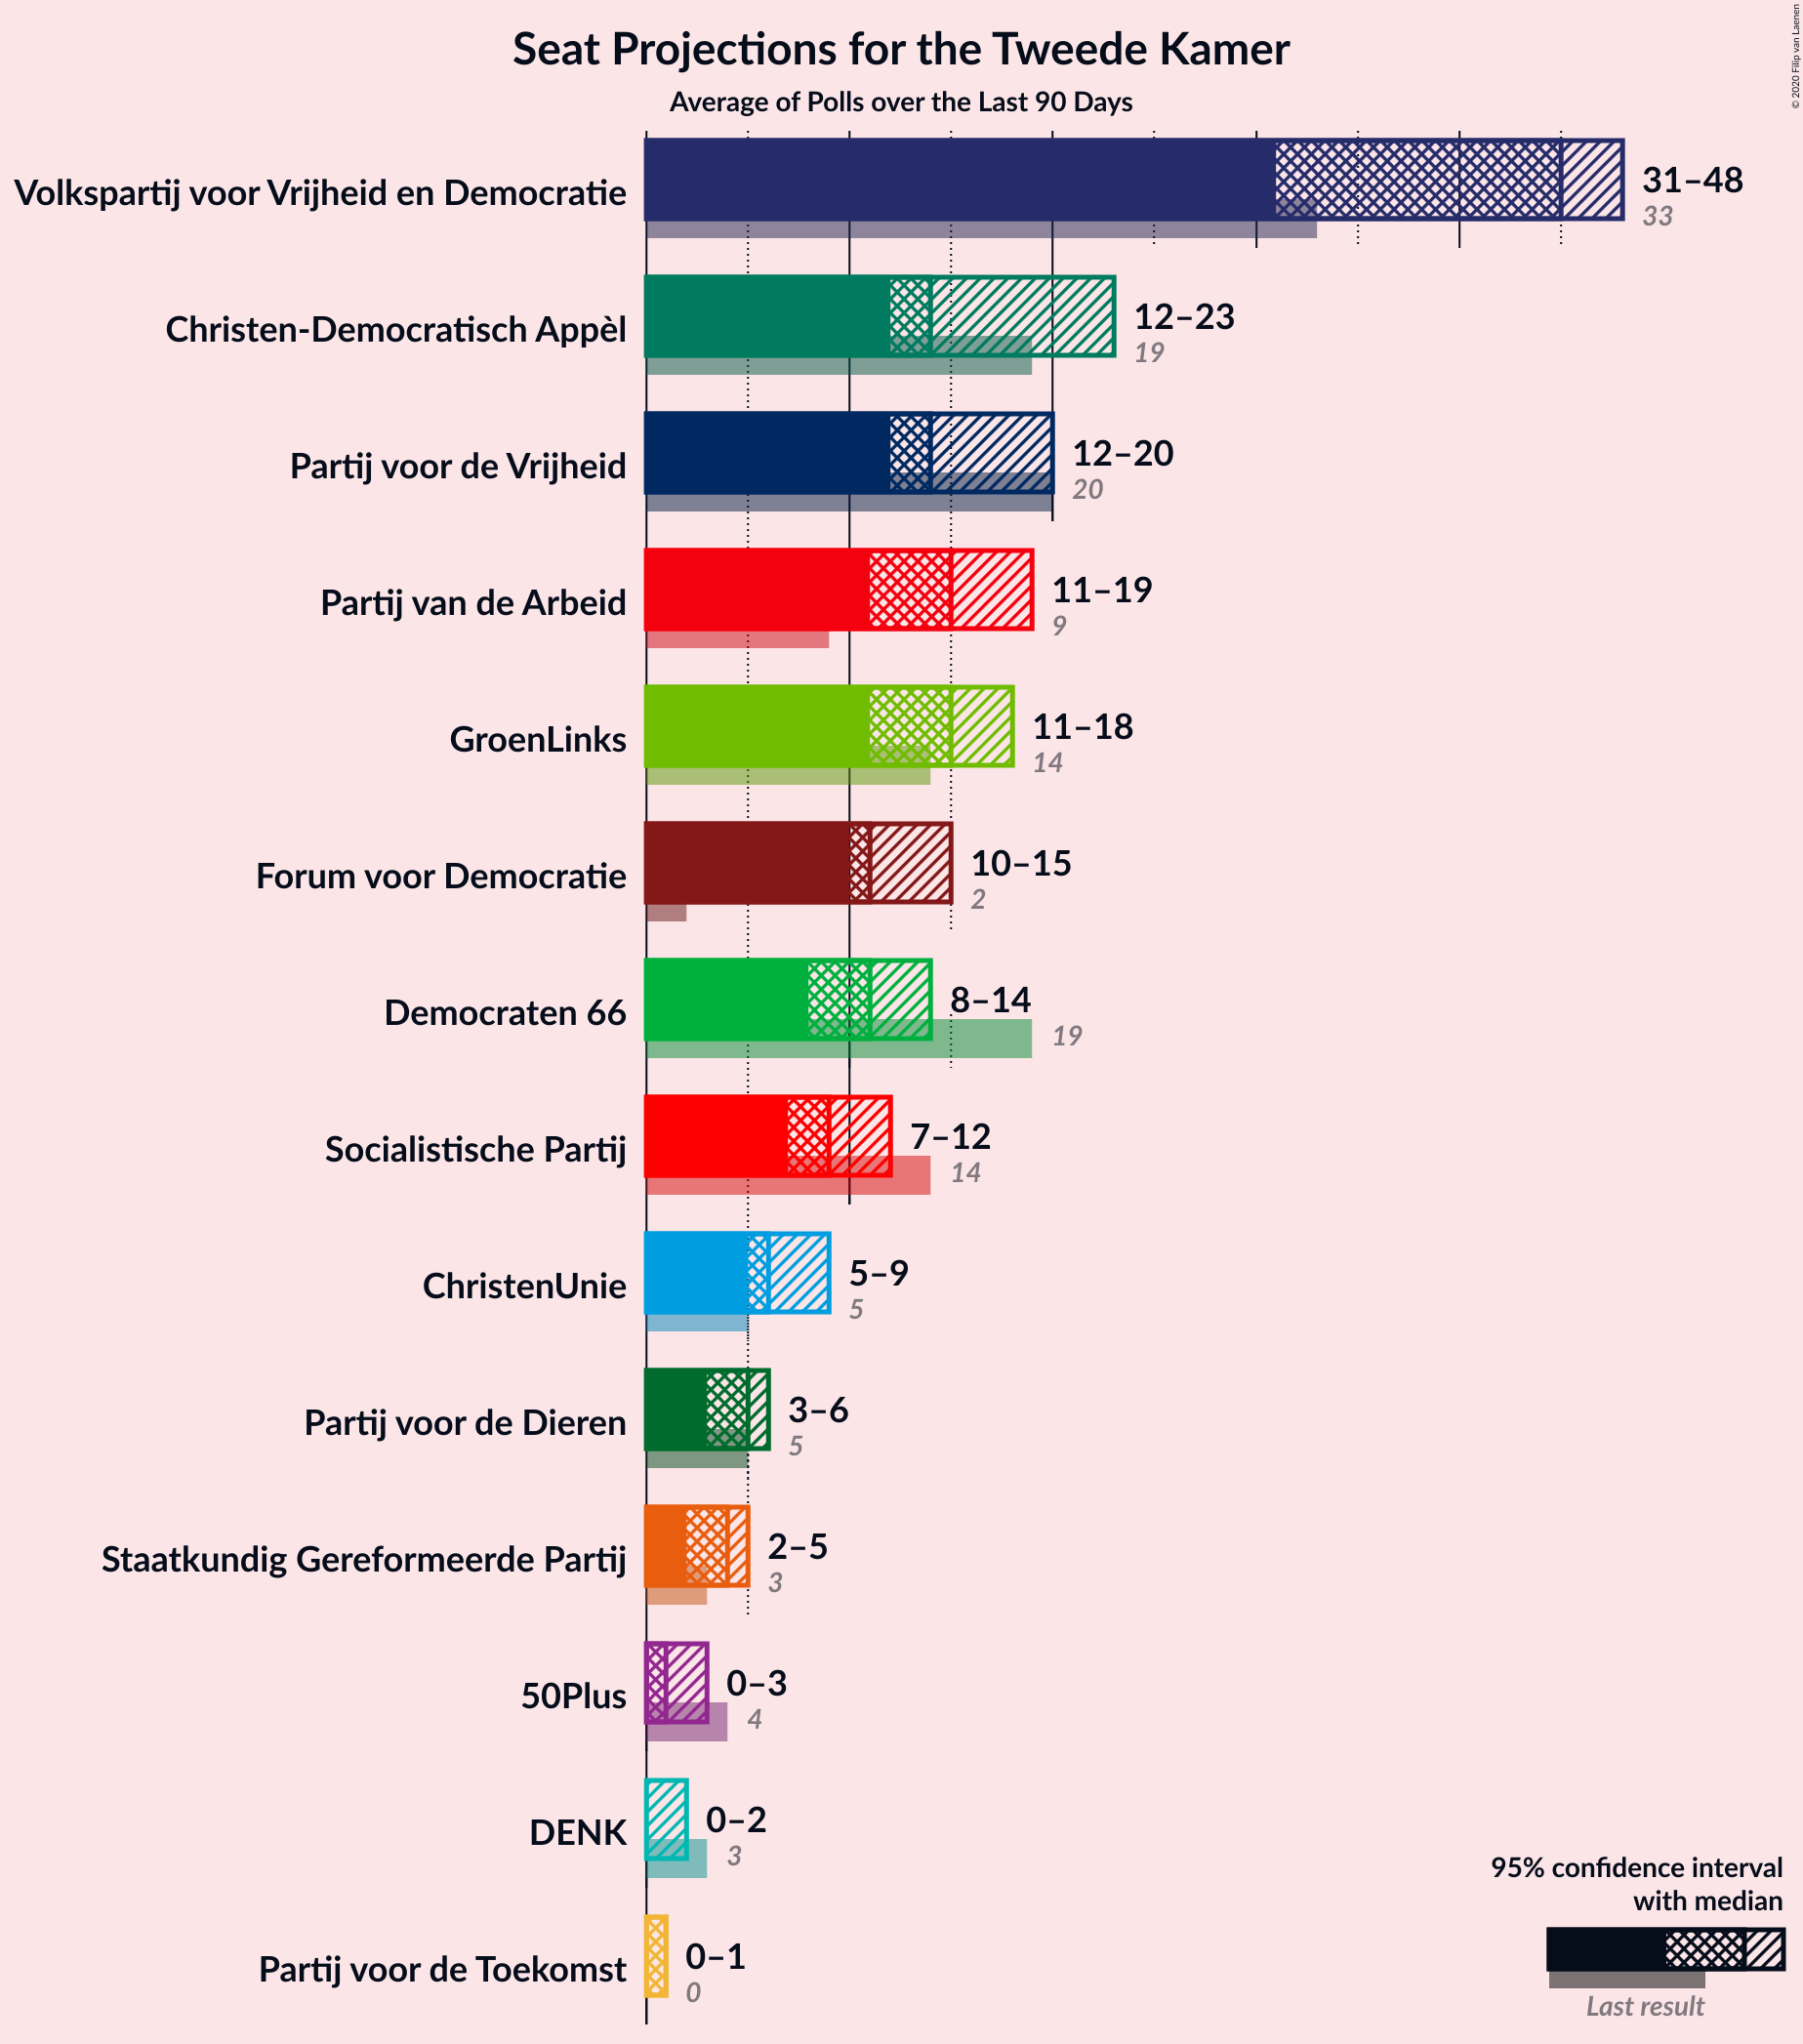 Seat Projections for the Tweede Kamer
Average of Polls over the Last 90 Days
© 2020 Filip van Laenen
Volkspartij voor Vrijheid en Democratie
31–48
33
Christen-Democratisch Appèl
12–23
19
Partij voor de Vrijheid
12–20
20
Partij van de Arbeid
11–19
9
GroenLinks
11–18
14
Forum voor Democratie
10–15
2
Democraten 66
8–14
19
Socialistische Partij
7–12
14
ChristenUnie
5–9
5
Partij voor de Dieren
3–6
5
Staatkundig Gereformeerde Partij
2–5
3
50Plus
0–3
4
DENK
0–2
3
Partij voor de Toekomst
0–1
0
95% confidence interval
with median
Last result